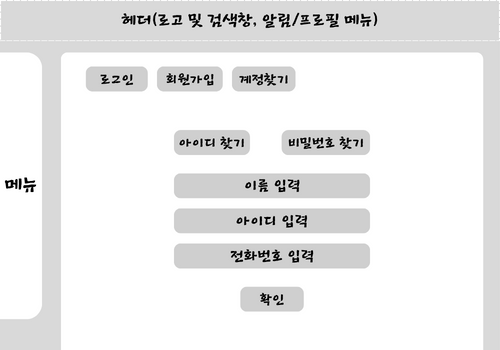 헤더(로고 및 검색창, 알림/프로필 메뉴)
로그인 회원가입 계정찾기
아이디 찾기 비밀번호 찾기
메뉴
이름 입력
아이디 입력
전화번호 입력
확인